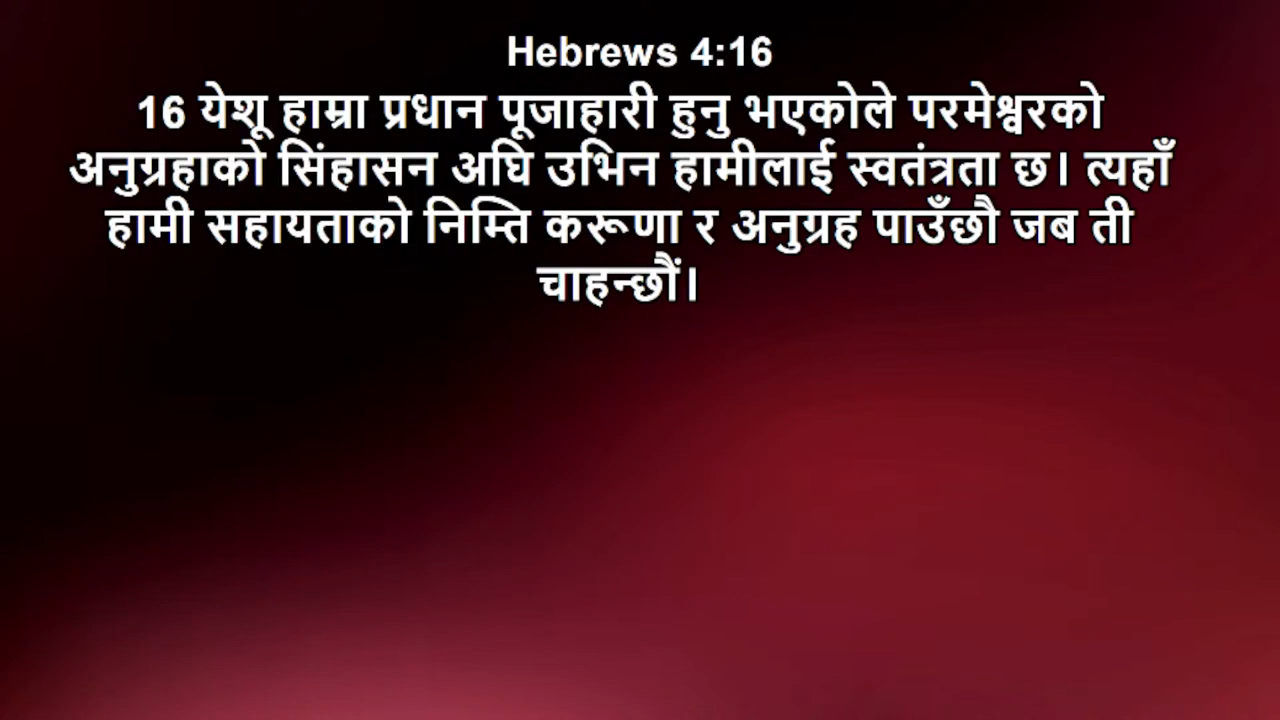 Hebrews 4:16
16 येशू हाम्रा प्रधान पूजाहारी हुनु भएकोले परमेश्वरको
अनुग्रहाको सिंहासन अघि उभिन हामीलाई स्वतंत्रता छ। त्यहाँ
हामी सहायताको निम्ति करूणा र अनुग्रह पाउँछौ जब ती
चाहन्छौं।